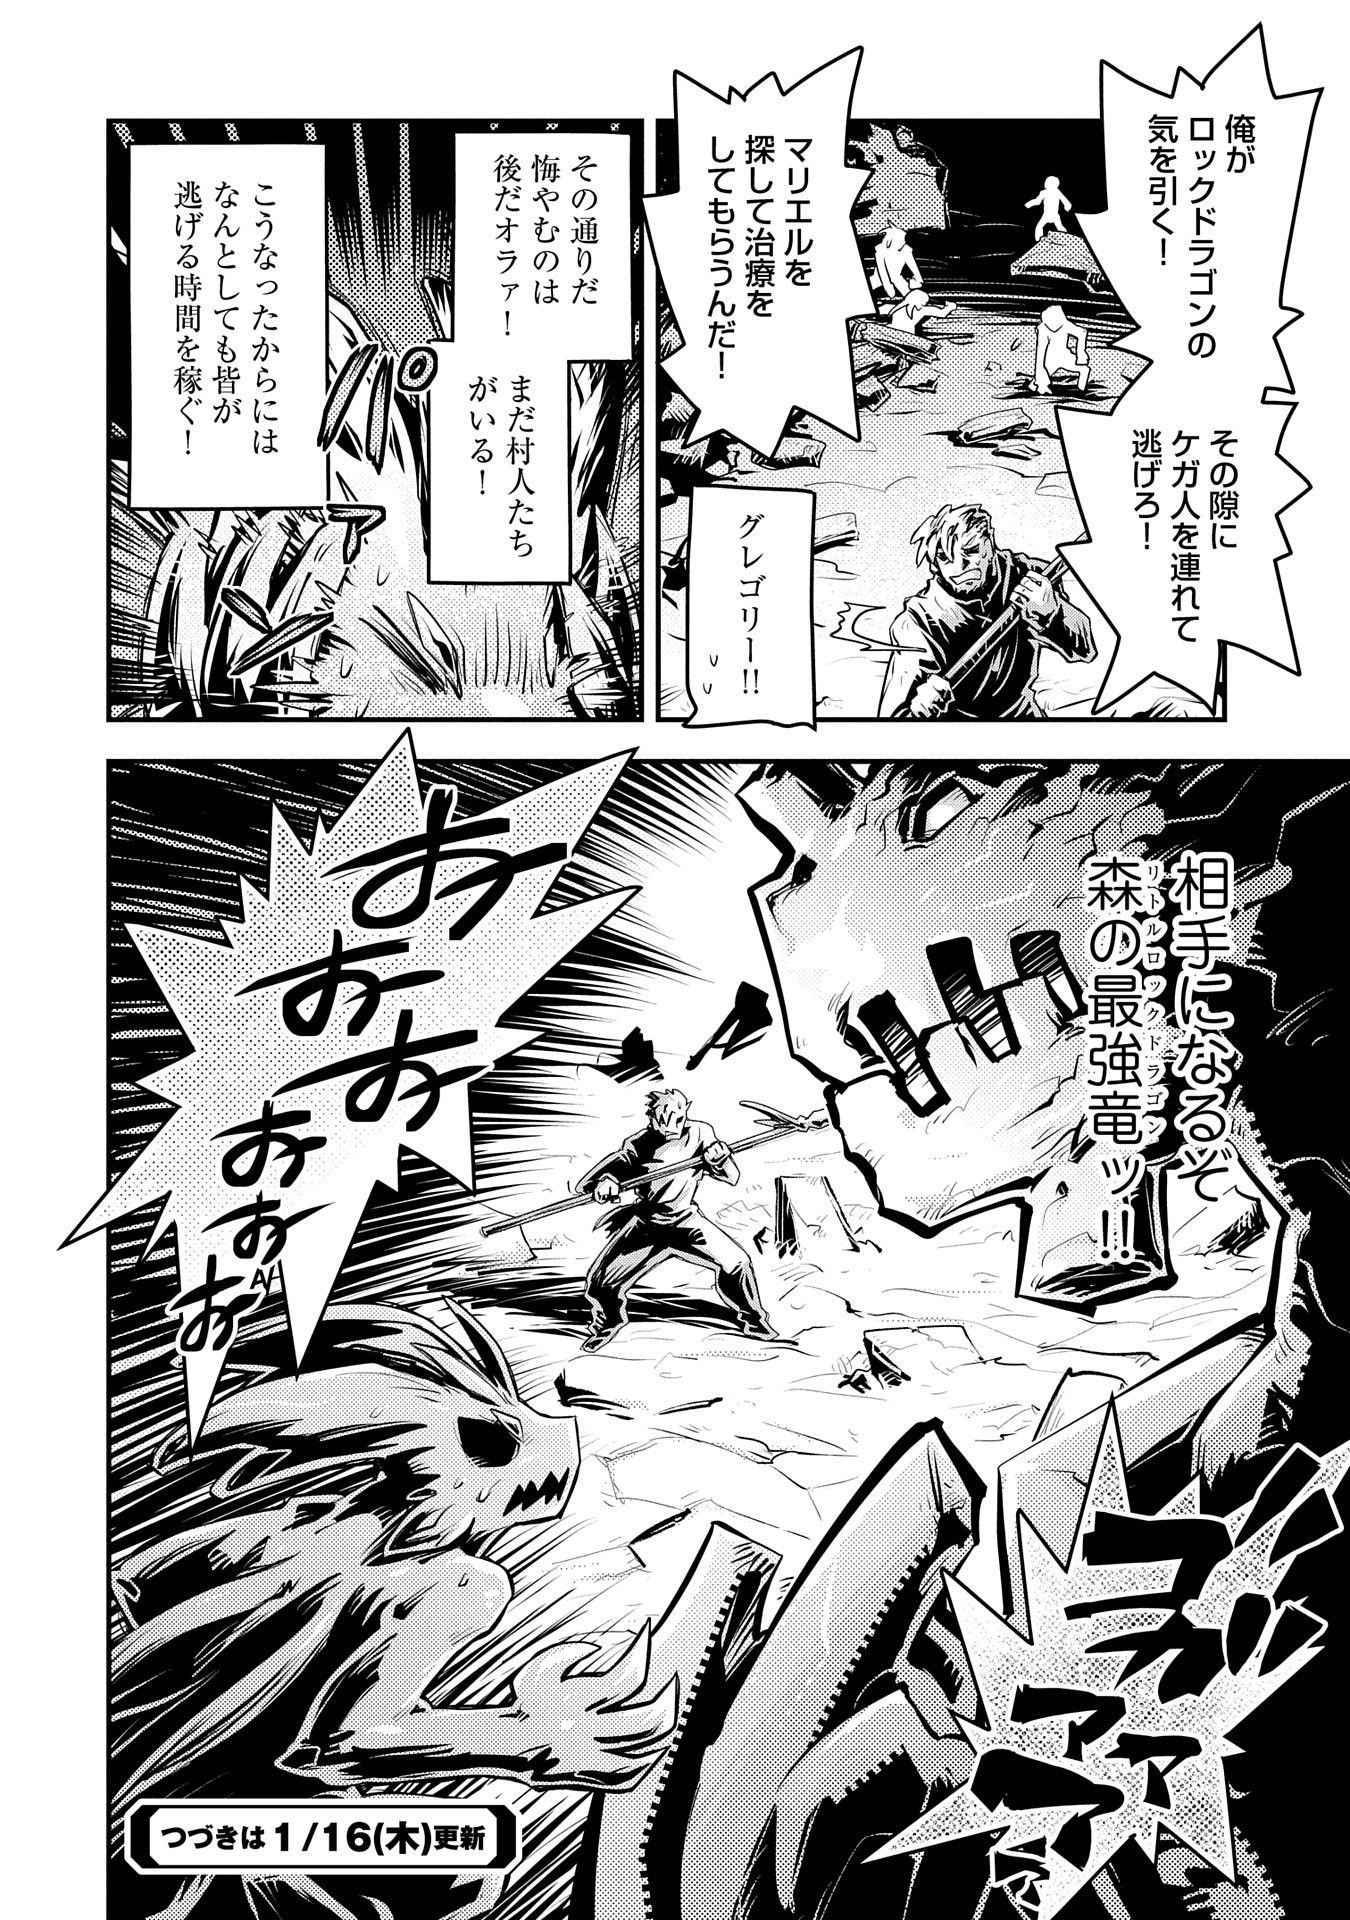 俺が
ロックドラゴンの
気を引く！
その隙に
ケガ人を連れて
逃げろ！
マリエルを
探して治療を
してもらうんだ！
グレゴリー!!
その通りだ
悔やむのは
後だオラァ！
まだ村人たち
がいる！
こうなったからには
なんとしても皆が
逃げる時間を稼ぐ！
パァ
相手になるぞ
森の最強竜ッ!!
リトルロックドラゴン
おおおおおお
ゴガァアア
つづきは1/16(木)更新